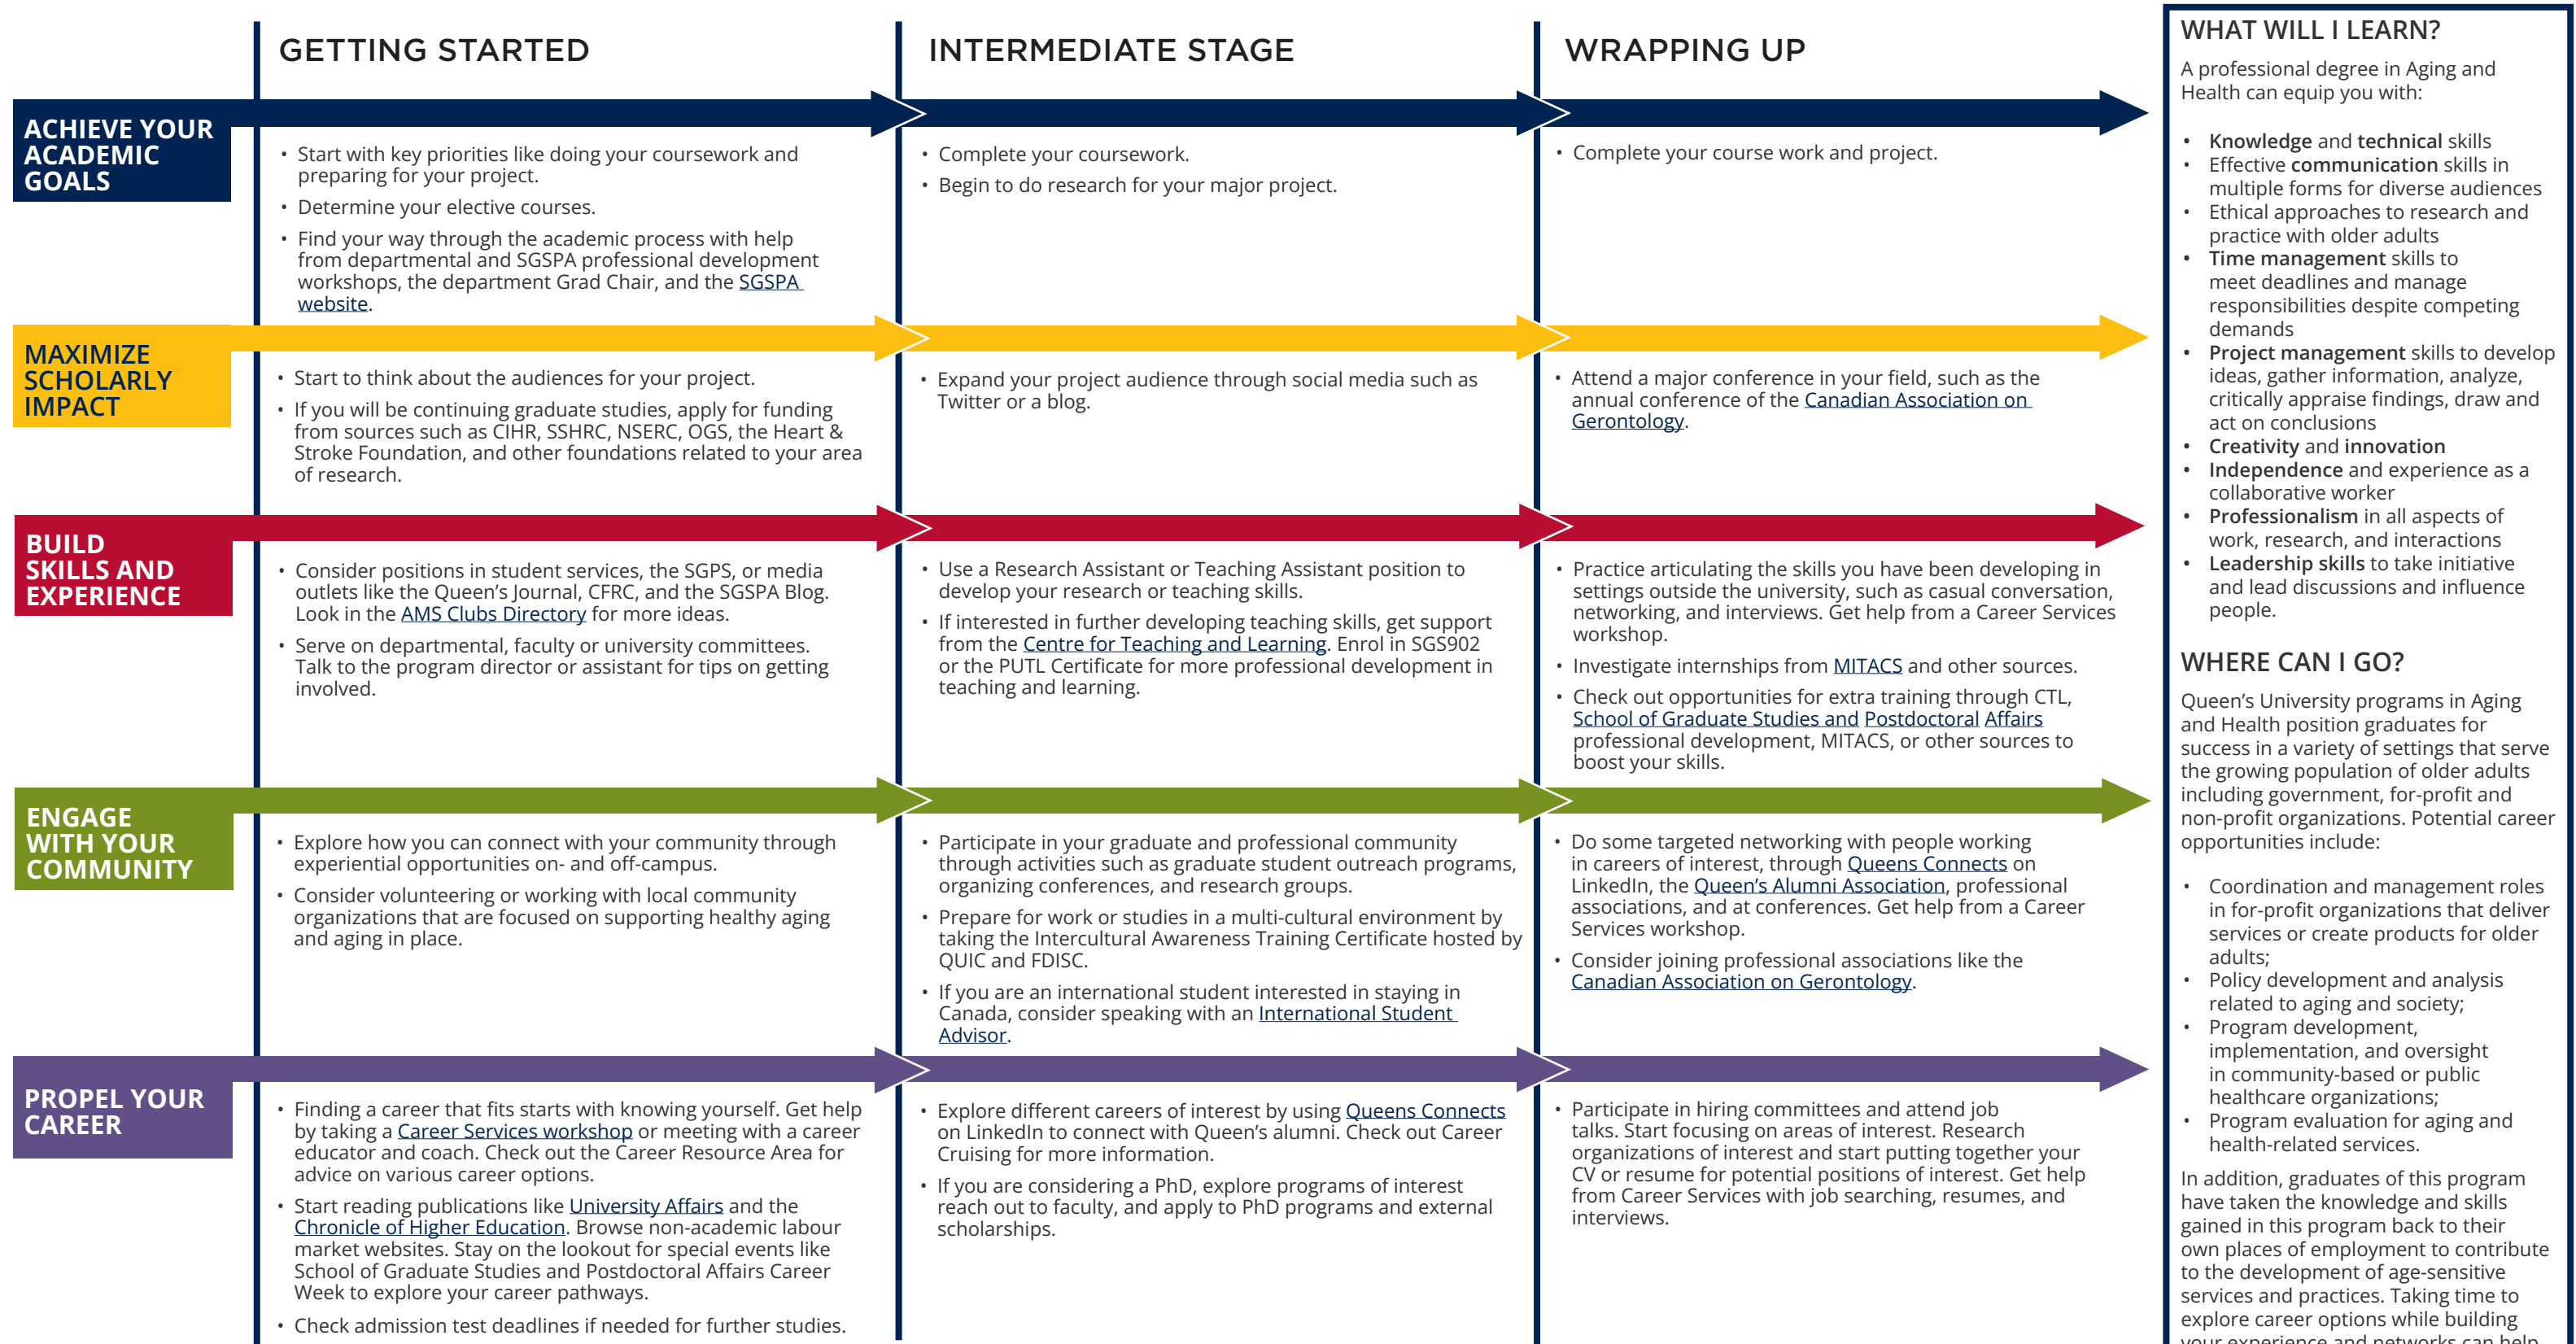 GETTING STARTED
INTERMEDIATE STAGE
WRAPPING UP
ACHIEVE YOUR
ACADEMIC
GOALS
• Start with key priorities like doing your coursework and
preparing for your project.
• Determine your elective courses.
• Find your way through the academic process with help
from departmental and SGSPA professional development
workshops, the department Grad Chair, and the SGSPA
website.
• Complete your coursework.
• Begin to do research for your major project.
• Complete your course work and project.
MAXIMIZE
SCHOLARLY
IMPACT
• Start to think about the audiences for your project.
• If you will be continuing graduate studies, apply for funding
from sources such as CIHR, SSHRC, NSERC, OGS, the Heart &
Stroke Foundation, and other foundations related to your area
of research.
• Expand your project audience through social media such as
Twitter or a blog.
• Attend a major conference in your field, such as the
annual conference of the Canadian Association on
Gerontology.
BUILD
SKILLS AND
EXPERIENCE
• Consider positions in student services, the SGPS, or media
outlets like the Queen's Journal, CFRC, and the SGSPA Blog.
Look in the AMS Clubs Directory for more ideas.
• Serve on departmental, faculty or university committees.
Talk to the program director or assistant for tips on getting
involved.
• Use a Research Assistant or Teaching Assistant position to
develop your research or teaching skills.
• If interested in further developing teaching skills, get support
from the Centre for Teaching and Learning. Enrol in SGS902
or the PUTL Certificate for more professional development in
teaching and learning.
• Practice articulating the skills you have been developing in
settings outside the university, such as casual conversation,
networking, and interviews. Get help from a Career Services
workshop.
• Investigate internships from MITACS and other sources.
• Check out opportunities for extra training through CTL,
School of Graduate Studies and Postdoctoral Affairs
professional development, MITACS, or other sources to
boost your skills.
ENGAGE
WITH YOUR
COMMUNITY
• Explore how you can connect with your community through
experiential opportunities on- and off-campus.
• Consider volunteering or working with local community
organizations that are focused on supporting healthy aging
and aging in place.
• Participate in your graduate and professional community
through activities such as graduate student outreach programs,
organizing conferences, and research groups.
• Prepare for work or studies in a multi-cultural environment by
taking the Intercultural Awareness Training Certificate hosted by
QUIC and FDISC.
• If you are an international student interested in staying in
Canada, consider speaking with an International Student
Advisor.
• Do some targeted networking with people working
in careers of interest, through Queens Connects on
LinkedIn, the Queen's Alumni Association, professional
associations, and at conferences. Get help from a Career
Services workshop.
• Consider joining professional associations like the
Canadian Association on Gerontology.
PROPEL YOUR
CAREER
• Finding a career that fits starts with knowing yourself. Get help
by taking a Career Services workshop or meeting with a career
educator and coach. Check out the Career Resource Area for
advice on various career options.
• Start reading publications like University Affairs and the
Chronicle of Higher Education. Browse non-academic labour
market websites. Stay on the lookout for special events like
School of Graduate Studies and Postdoctoral Affairs Career
Week to explore your career pathways.
• Check admission test deadlines if needed for further studies.
• Explore different careers of interest by using Queens Connects
on LinkedIn to connect with Queen's alumni. Check out Career
Cruising for more information.
• If you are considering a PhD, explore programs of interest
reach out to faculty, and apply to PhD programs and external
scholarships.
• Participate in hiring committees and attend job
talks. Start focusing on areas of interest. Research
organizations of interest and start putting together your
CV or resume for potential positions of interest. Get help
from Career Services with job searching, resumes, and
interviews.
WHAT WILL I LEARN?
A professional degree in Aging and
Health can equip you with:
• Knowledge and technical skills
• Effective communication skills in
multiple forms for diverse audiences
• Ethical approaches to research and
practice with older adults
• Time management skills to
meet deadlines and manage
responsibilities despite competing
demands
• Project management skills to develop
ideas, gather information, analyze,
critically appraise findings, draw and
act on conclusions
• Creativity and innovation
• Independence and experience as a
collaborative worker
• Professionalism in all aspects of
work, research, and interactions
• Leadership skills to take initiative
and lead discussions and influence
people.
WHERE CAN I GO?
Queen's University programs in Aging
and Health position graduates for
success in a variety of settings that serve
the growing population of older adults
including government, for-profit and
non-profit organizations. Potential career
opportunities include:
• Coordination and management roles
in for-profit organizations that deliver
services or create products for older
adults;
• Policy development and analysis
related to aging and society;
• Program development,
implementation, and oversight
in community-based or public
healthcare organizations;
• Program evaluation for aging and
health-related services.
In addition, graduates of this program
have taken the knowledge and skills
gained in this program back to their
own places of employment to contribute
to the development of age-sensitive
services and practices. Taking time to
explore career options while building
your experience and networks can help